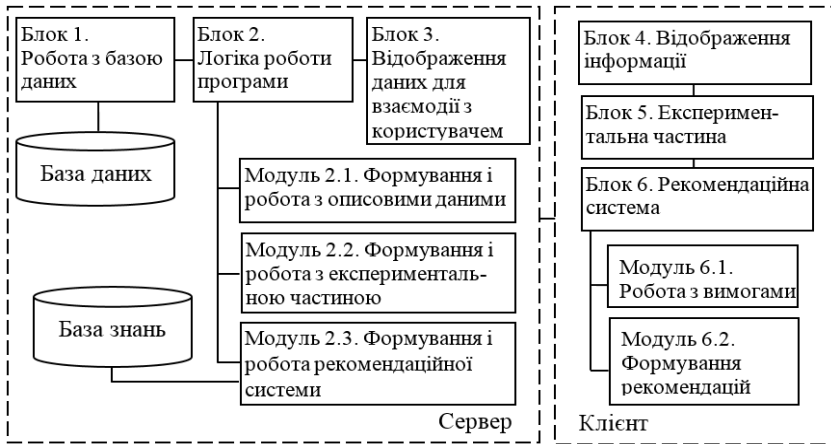 Блок 1.
Робота з базою
даних
Блок 2.
Логіка роботи
програми
Блок 3.
Відображення
даних для
взаємодії з
користувачем
База даних
Модуль 2.1. Формування і
робота з описовими даними
Модуль 2.2. Формування і
робота з эксперименталь-
ною частиною
База знань
Модуль 2.3. Формування і
робота рекомендаційної
системи
Сервер
Блок 4. Відображення
інформації
Блок 5. Експеримен-
тальна частина
Блок 6. Рекомендаційна
система
Модуль 6.1.
Робота з вимогами
Модуль 6.2.
Формування
рекомендацій
Клієнт